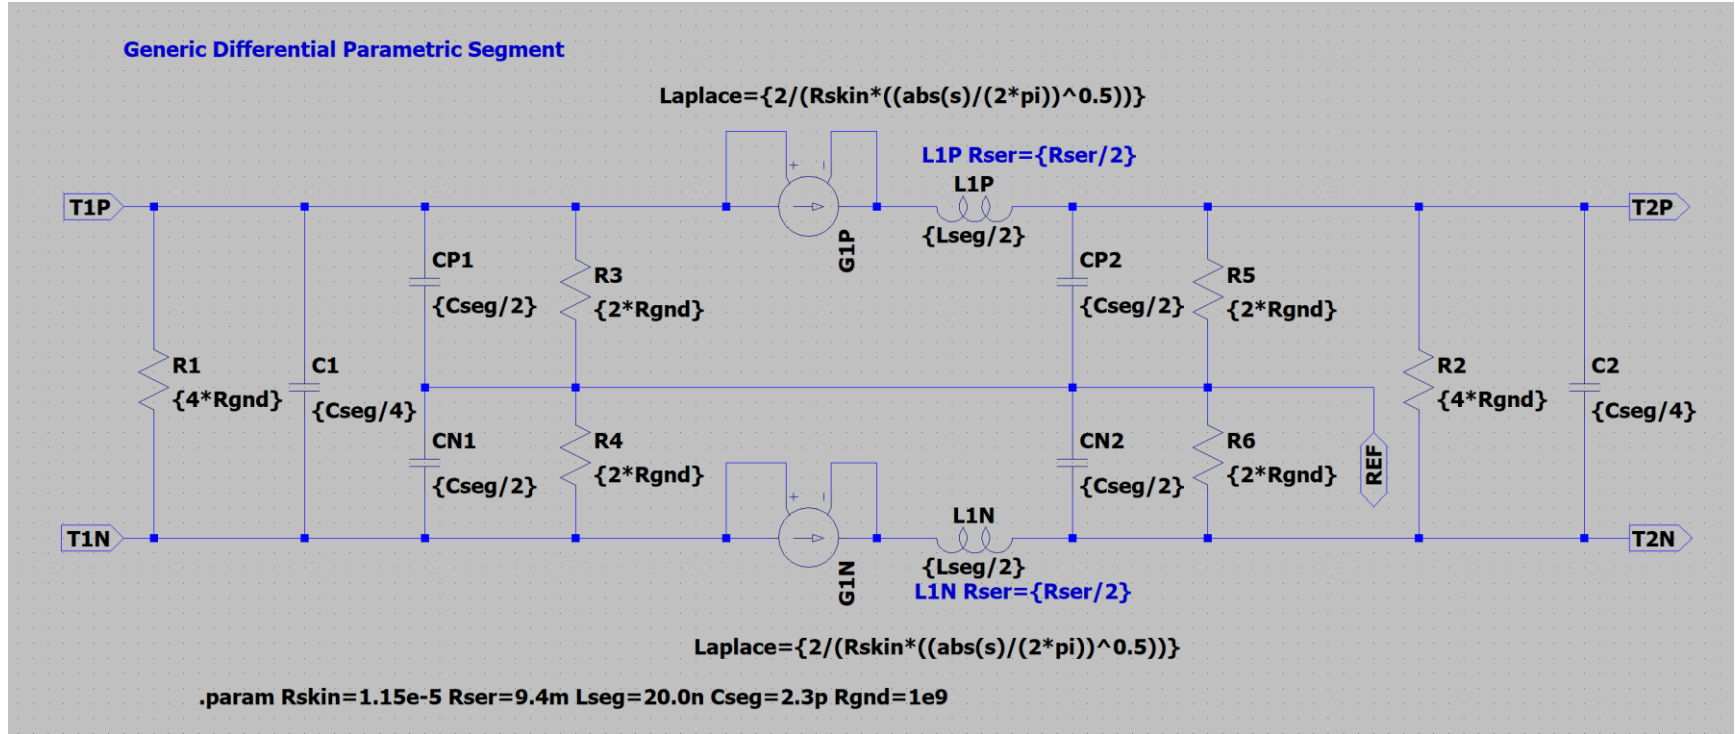 Generic Differential Parametric Segment
Laplace={2/(Rskin*((abs(s)/(2*pi))^0.5))}
L1P Rser={Rser/2}
L1P
{Lseg/2}
T1P
T2P
G1P
CP1
{Cseg/2}
R3
{2*Rgnd}
CP2
{Cseg/2}
R5
{2*Rgnd}
R1
{4*Rgnd}
C1
{Cseg/4}
R2
{4*Rgnd}
C2
{Cseg/4}
CN1
{Cseg/2}
R4
{2*Rgnd}
CN2
{Cseg/2}
R6
{2*Rgnd}
REF
T1N
T2N
G1N
L1N
{Lseg/2}
L1N Rser={Rser/2}
Laplace={2/(Rskin*((abs(s)/(2*pi))^0.5))}
.param Rskin=1.15e-5 Rser=9.4m Lseg=20.0n Cseg=2.3p Rgnd=1e9